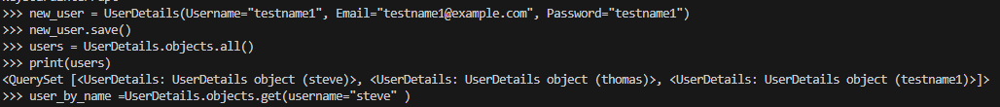 >>> new_user = UserDetails(Username="testname1", Email="testname1@example.com", Password="testname1")
>>> new_user.save()
>>> users = UserDetails.objects.all()
>>> print(users)
<QuerySet [<UserDetails: UserDetails object (steve)>, <UserDetails: UserDetails object (thomas)>, <UserDetails: UserDetails object (testname1)>]>
>>> user_by_name =UserDetails.objects.get(username="steve" )